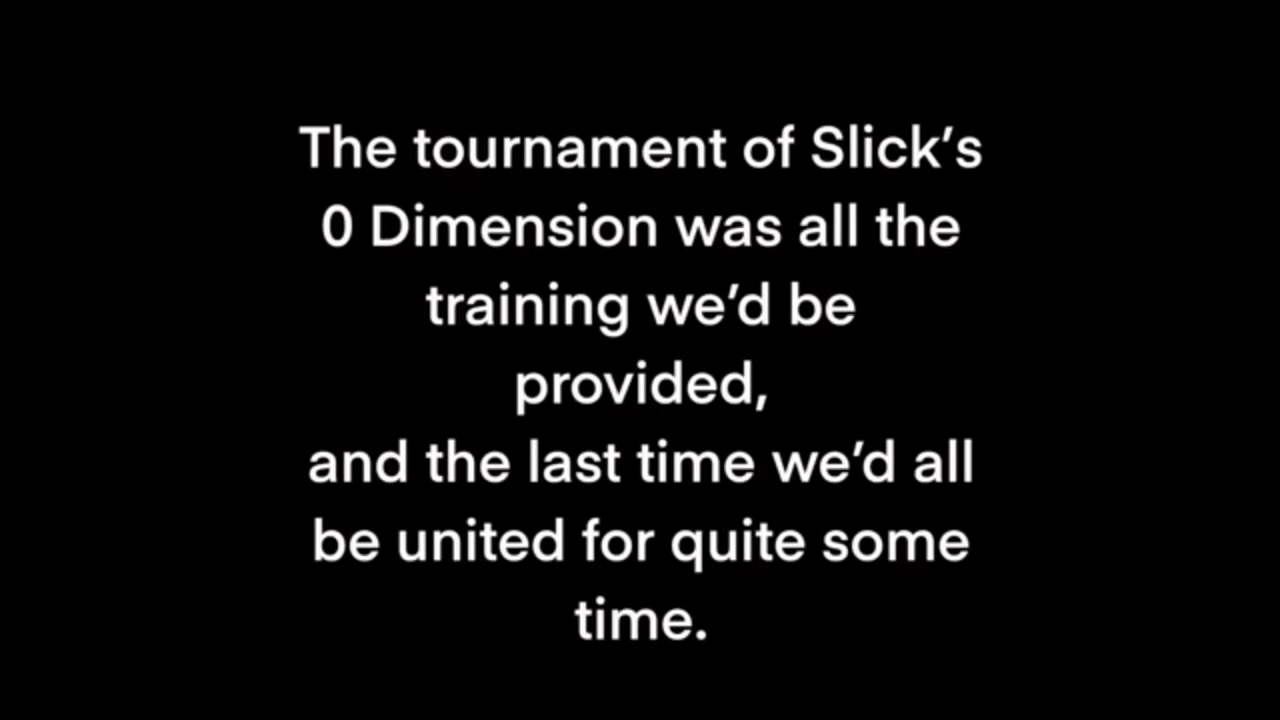 The tournament of Slick’s
0 Dimension was all the
training we’d be
provided,
and the last time we’d all
be united for quite some
time.